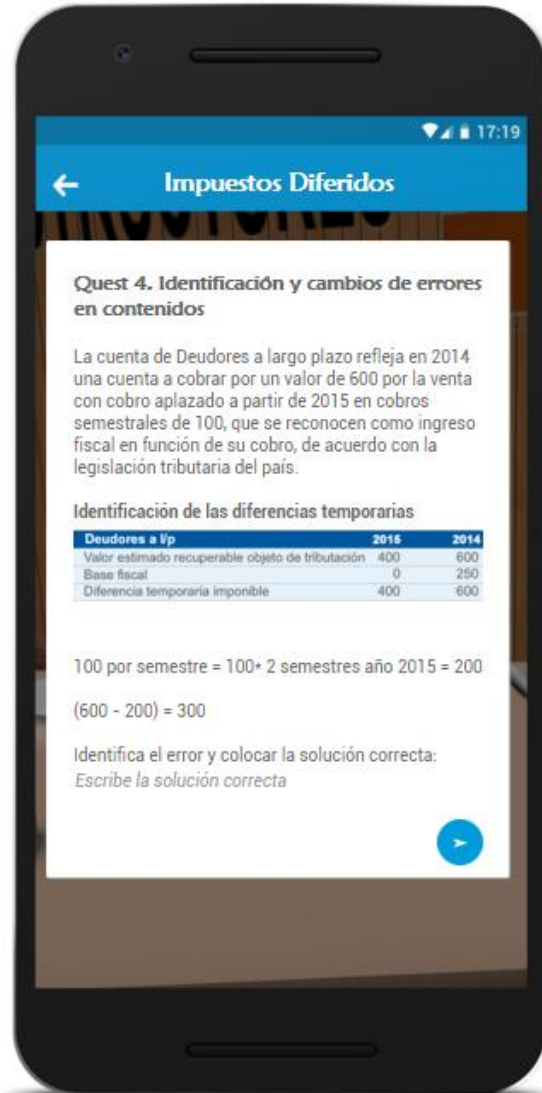 17:19
Impuestos Diferidos
Quest 4. Identificación y cambios de errores
en contenidos
La cuenta de Deudores a largo plazo refleja en 2014
una cuenta a cobrar por un valor de 600 por la venta
con cobro aplazado a partir de 2015 en cobros
semestrales de 100, que se reconocen como ingreso
fiscal en función de su cobro, de acuerdo con la
legislación tributaria del país.
Identificación de las diferencias temporarias
Deudores a l/p 2015 2014
Valor estimado recuperable objeto de tributación 400 600
Base fiscal 0 250
Diferencia temporaria imponible 400 600
100 por semestre = 100* 2 semestres año 2015 = 200
(600 - 200) = 300
Identifica el error y colocar la solución correcta:
Escribe la solución correcta